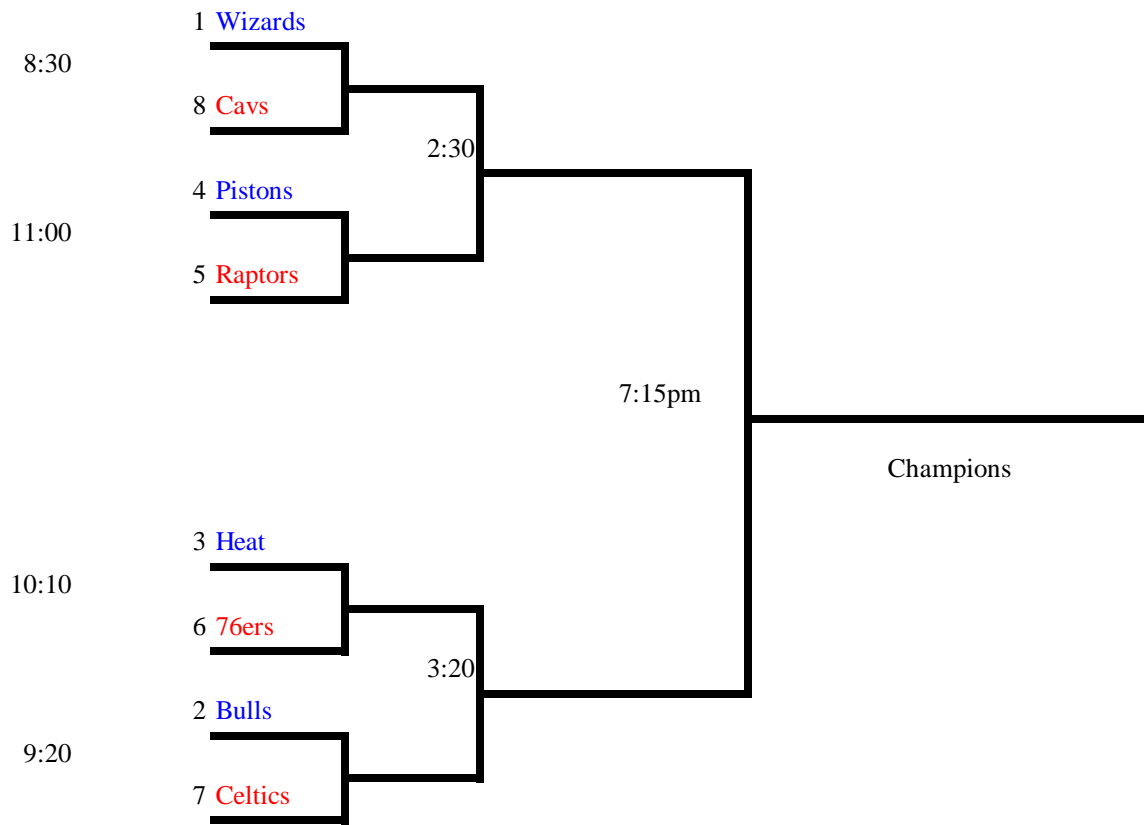 1 Wizards
8:30
8 Cavs
2:30
4 Pistons
11:00
5 Raptors
7:15pm
Champions
3 Heat
10:10
6 76ers
3:20
2 Bulls
9:20
7 Celtics